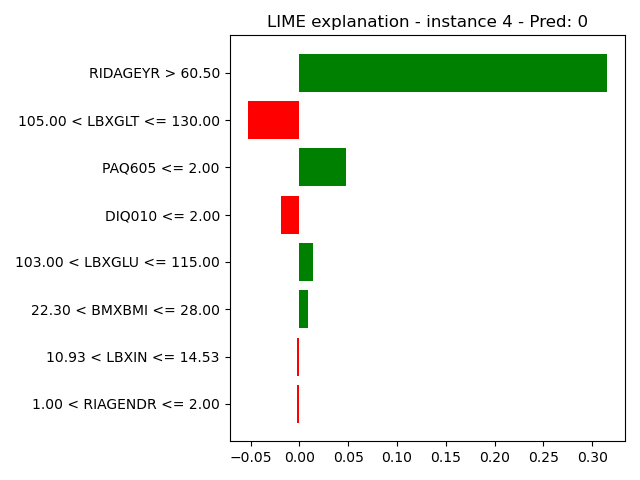 LIME explanation - instance 4 - Pred: 0
RIDAGEYR > 60.50
105.00 < LBXGLT <= 130.00
PAQ605 <= 2.00
DIQ010 <= 2.00
103.00 < LBXGLU <= 115.00
22.30 < BMXBMI <= 28.00
10.93 < LBXIN <= 14.53
1.00 < RIAGENDR <= 2.00
−0.05 0.00 0.05 0.10 0.15 0.20 0.25 0.30